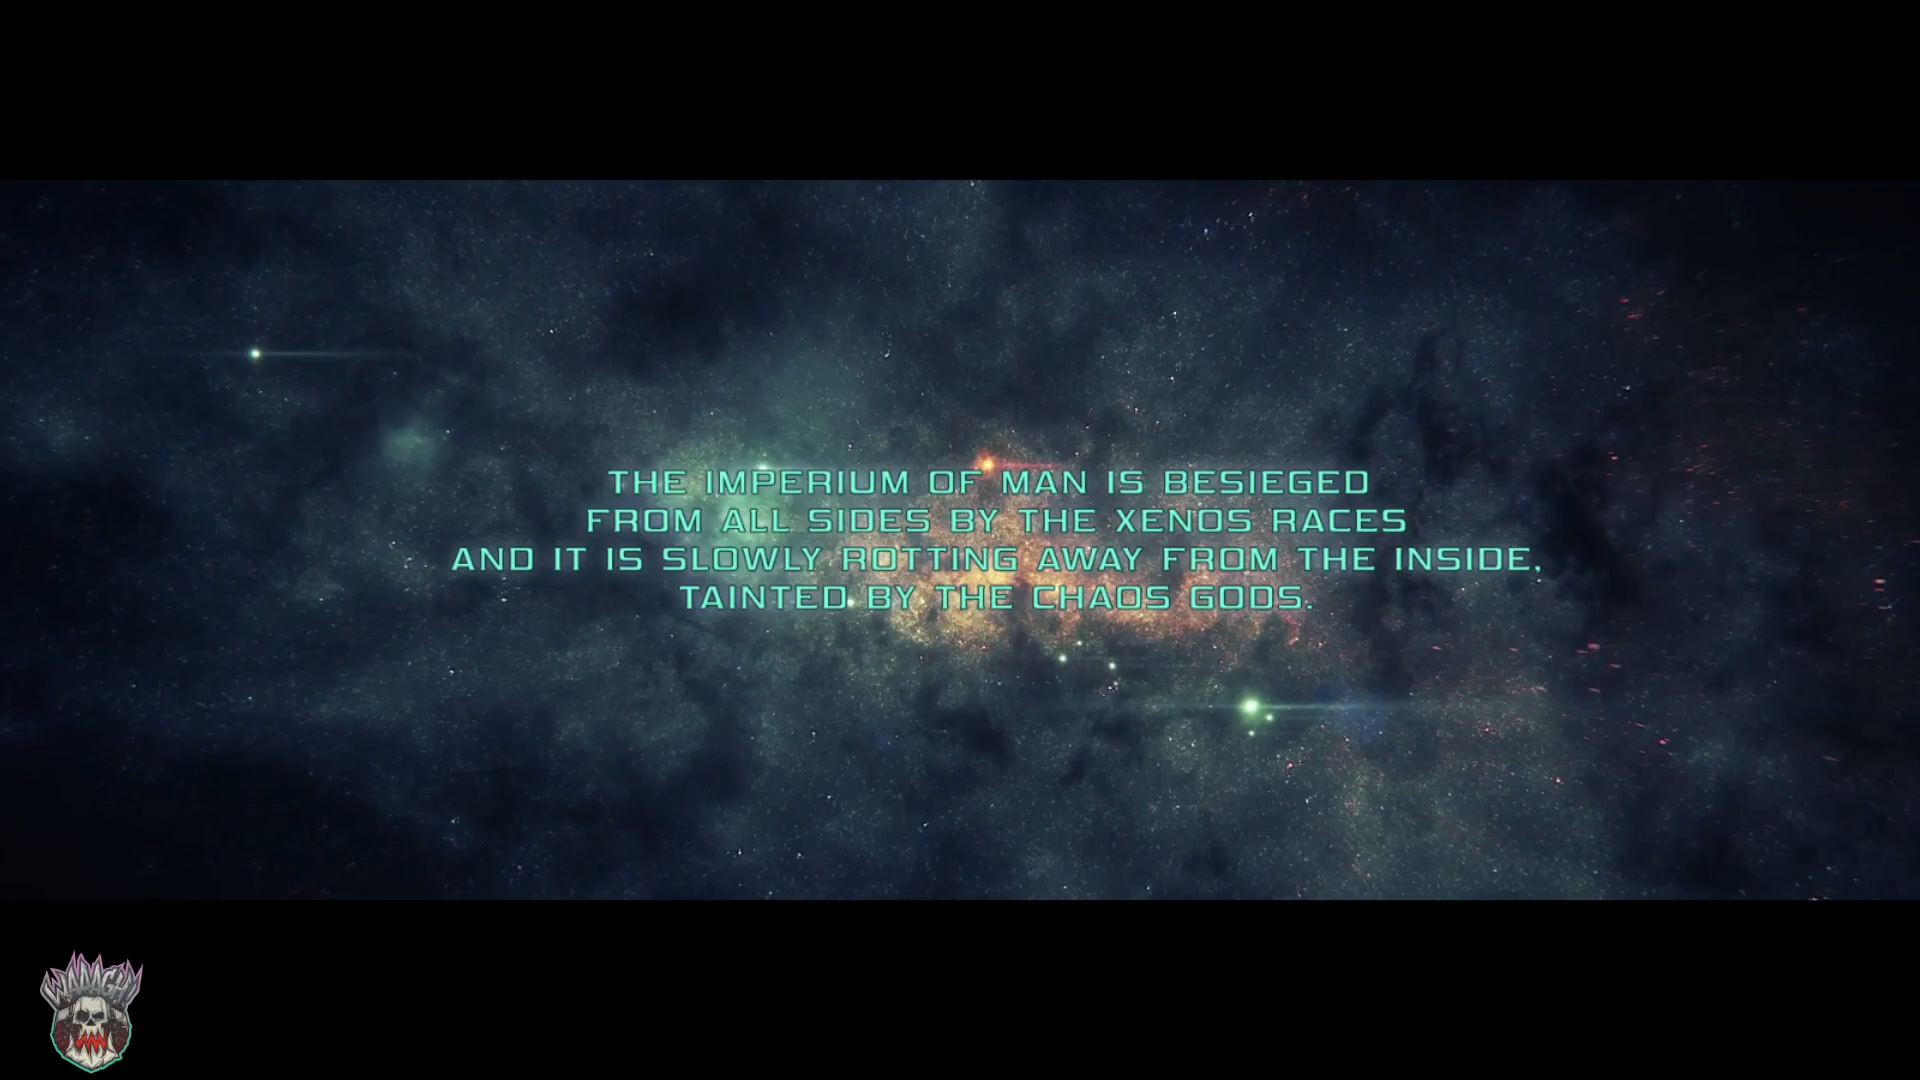 THE IMPERIUM OF MAN IS BESIEGED
FROM ALL SIDES BY THE XENOS RACES
AND IT IS SLOWLY ROTTING AWAY FROM THE INSIDE,
TAINTED BY THE CHAOS GODS.
WAAAGH!